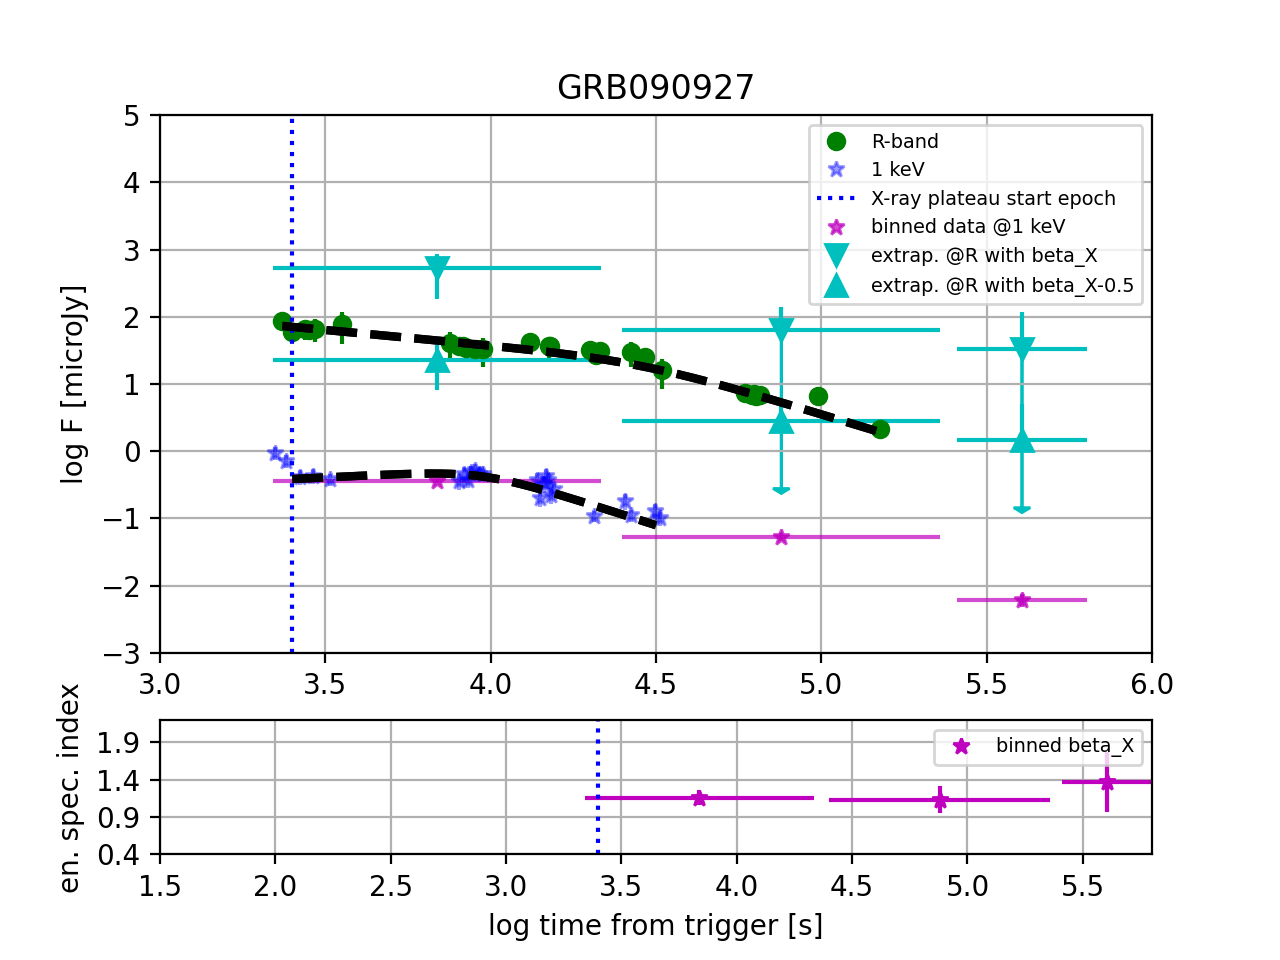 GRB090927
5
4
3
2
1
0
−1
−2
−3
log F [microJy]
R-band
1 keV
X-ray plateau start epoch
binned data @1 keV
extrap. @R with beta_X
extrap. @R with beta_X-0.5
3.0 3.5 4.0 4.5 5.0 5.5 6.0
1.9
1.4
0.9
0.4
en. spec. index
binned beta_X
1.5 2.0 2.5 3.0 3.5 4.0 4.5 5.0 5.5
log time from trigger [s]